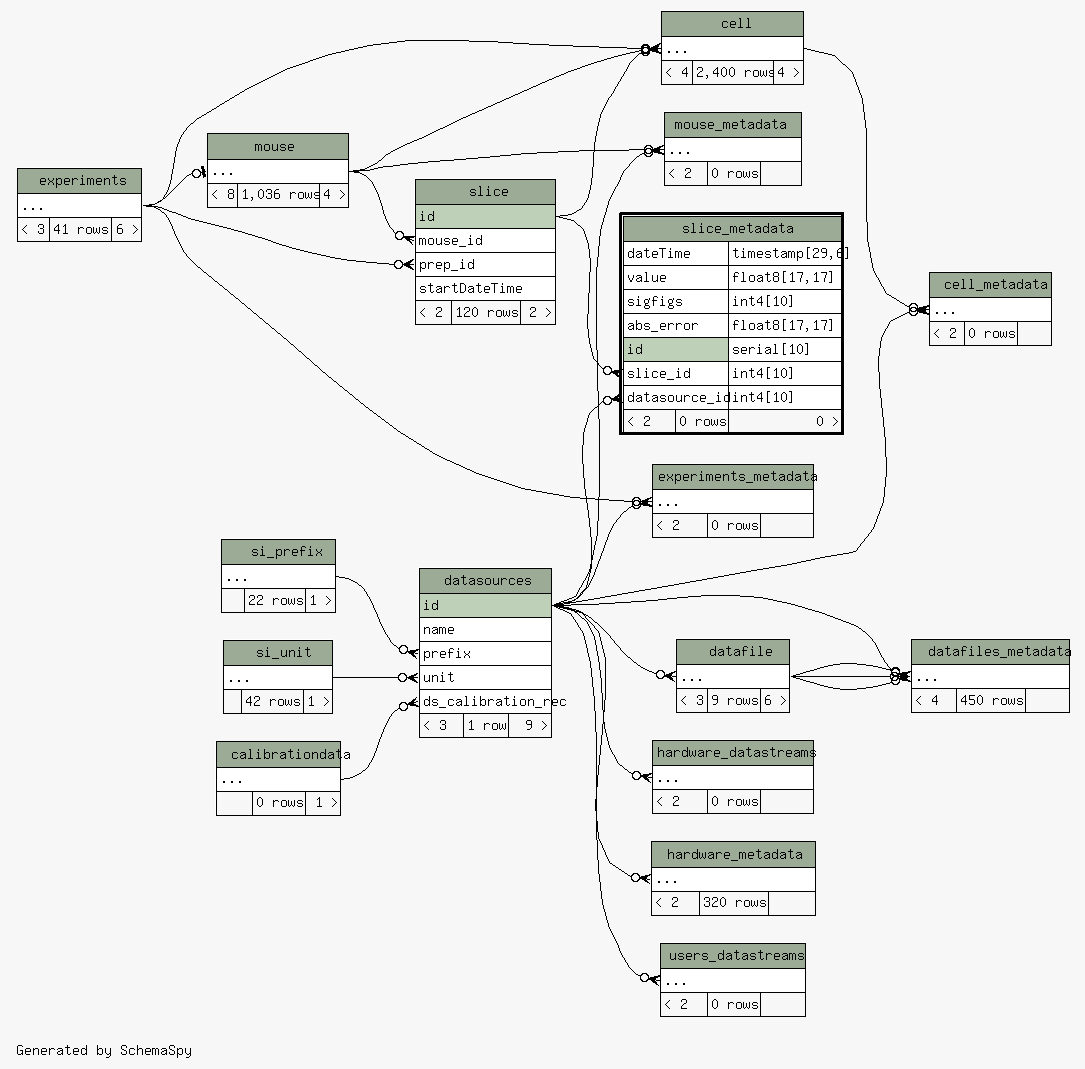 cell
...
< 4 2,400 rows 4 >
mouse_metadata
...
< 2 0 rows
mouse
...
< 8 1,036 rows 4 >
experiments
...
< 3 41 rows 6 >
slice
id
mouse_id
prep_id
startDateTime
< 2 120 rows 2 >
slice_metadata
dateTime timestamp[29,6]
value float8[17,17]
sigfigs int4[10]
abs_error float8[17,17]
id serial[10]
slice_id int4[10]
datasource_id int4[10]
< 2 0 rows 0 >
cell_metadata
...
< 2 0 rows
experiments_metadata
...
< 2 0 rows
si_prefix
...
22 rows 1 >
si_unit
...
42 rows 1 >
calibrationdata
...
0 rows 1 >
datasources
id
name
prefix
unit
ds_calibration_rec
< 3 1 row 9 >
datafile
...
< 3 9 rows 6 >
datafiles_metadata
...
< 4 450 rows
hardware_datastreams
...
< 2 0 rows
hardware_metadata
...
< 2 320 rows
users_datastreams
...
< 2 0 rows
Generated by SchemaSpy